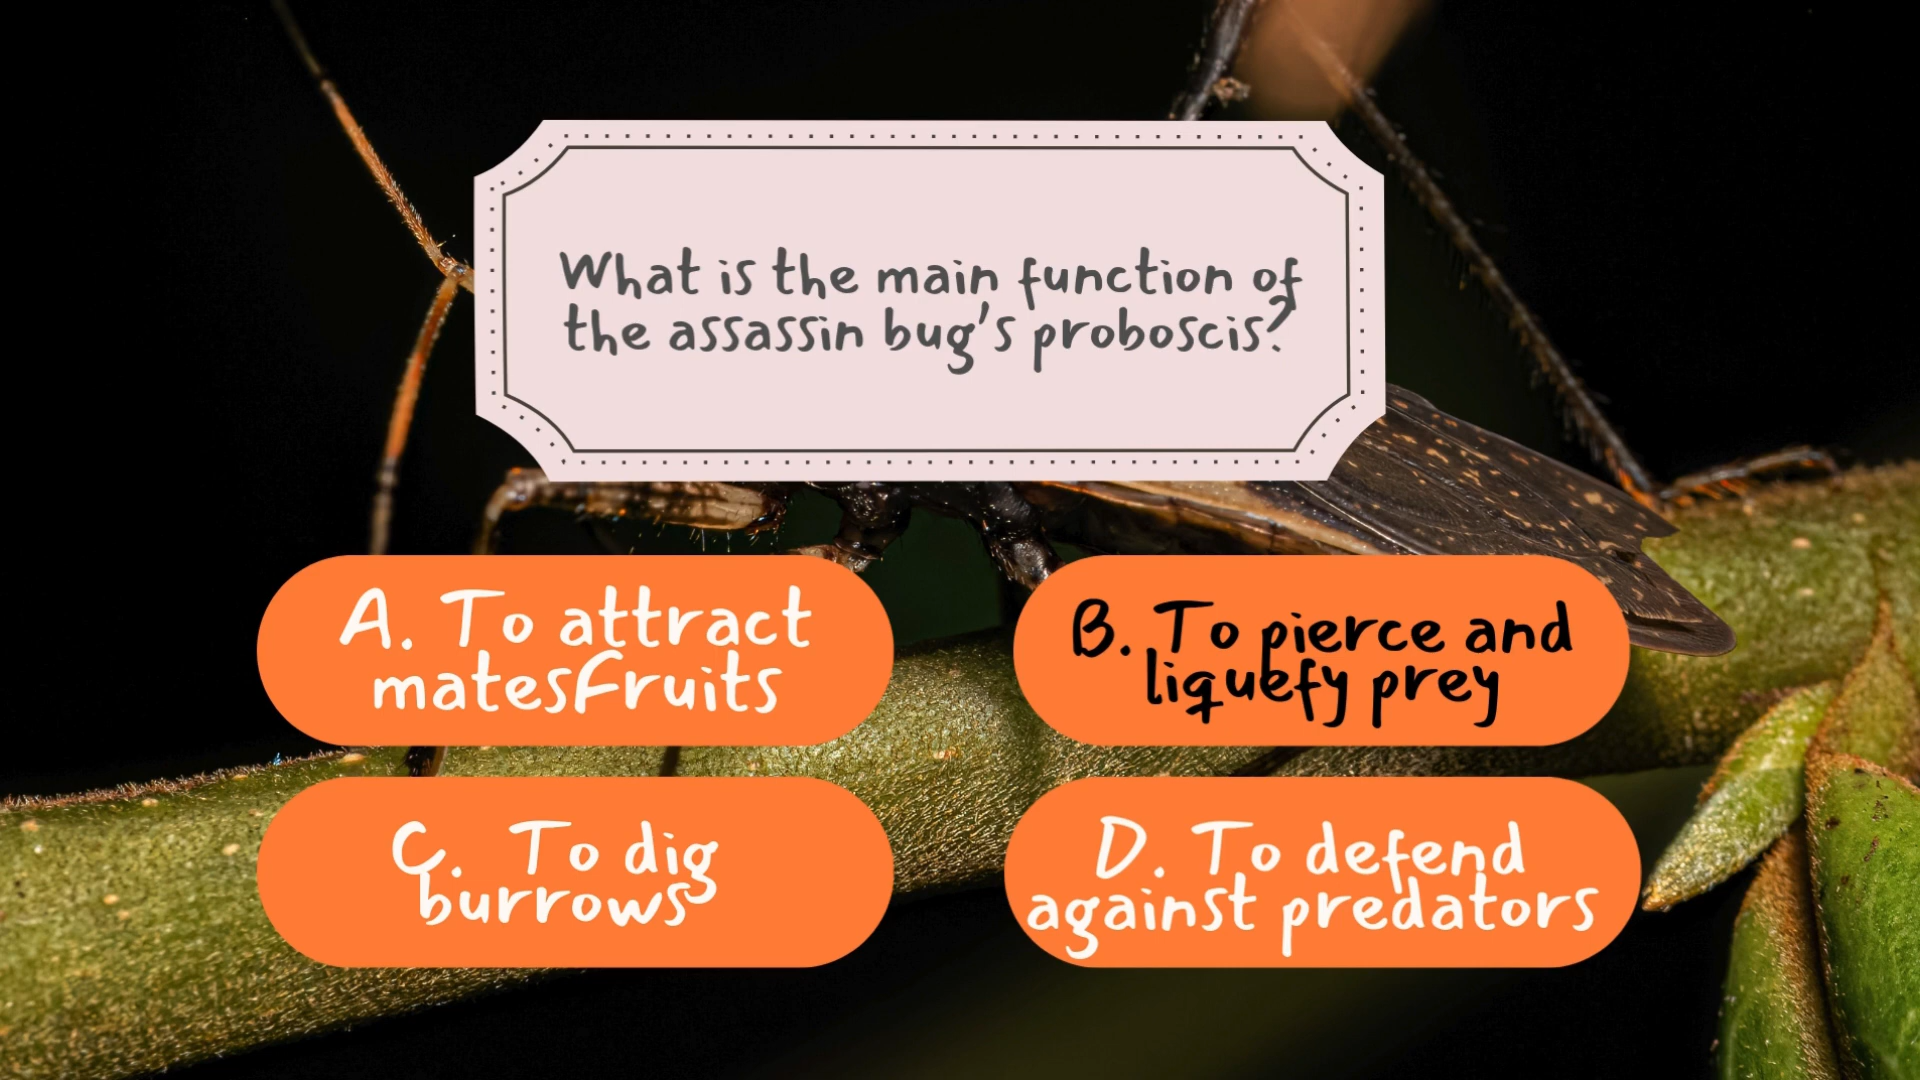 What is the main function of
the assassin bug's proboscis?
A. To attract
matesFruits
B. To pierce and
liquefy prey
C. To dig
burrows
D. To defend
against predators